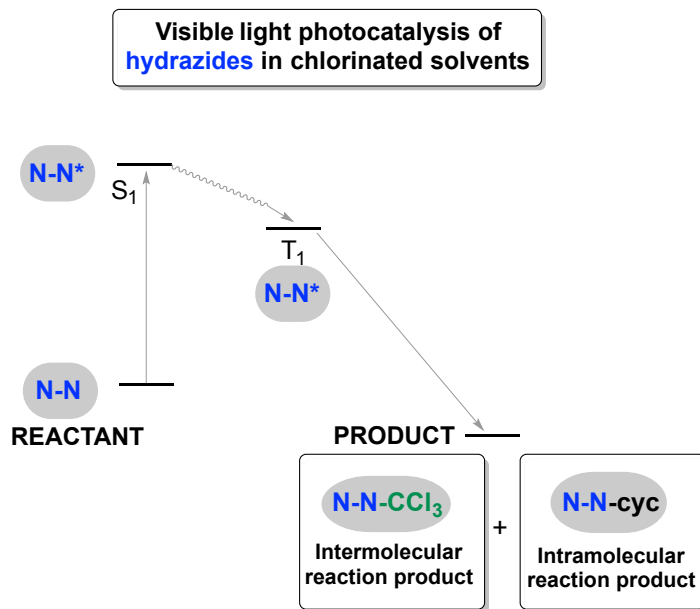 Visible light photocatalysis of
hydrazides in chlorinated solvents
N-N*
S₁
T₁
N-N*
N-N
REACTANT
PRODUCT
N-N-CCl₃
Intermolecular
reaction product
+
N-N-cyc
Intramolecular
reaction product